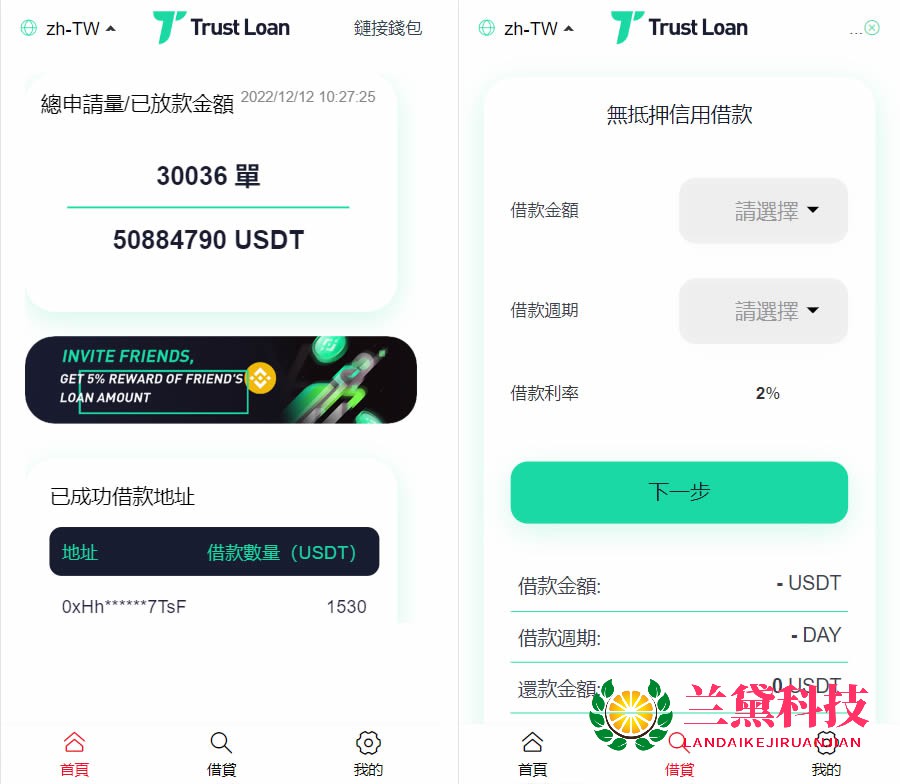 zh-TW
Trust Loan
鏈接錢包
總申請量/已放款金額 2022/12/12 10:27:25
30036 單
50884790 USDT
INVITE FRIENDS,
GET 5% REWARD OF FRIEND'S
LOAN AMOUNT
已成功借款地址
地址 借款數量（USDT）
0xHh******7TsF 1530
首頁 借貸 我的
zh-TW
Trust Loan
...
無抵押信用借款
借款金額 請選擇
借款週期 請選擇
借款利率 2%
下一步
借款金額: - USDT
借款週期: - DAY
還款金額: 0 USDT
兰黛科技
LANDAIKEJIRUANJIAN
首頁 借貸 我的